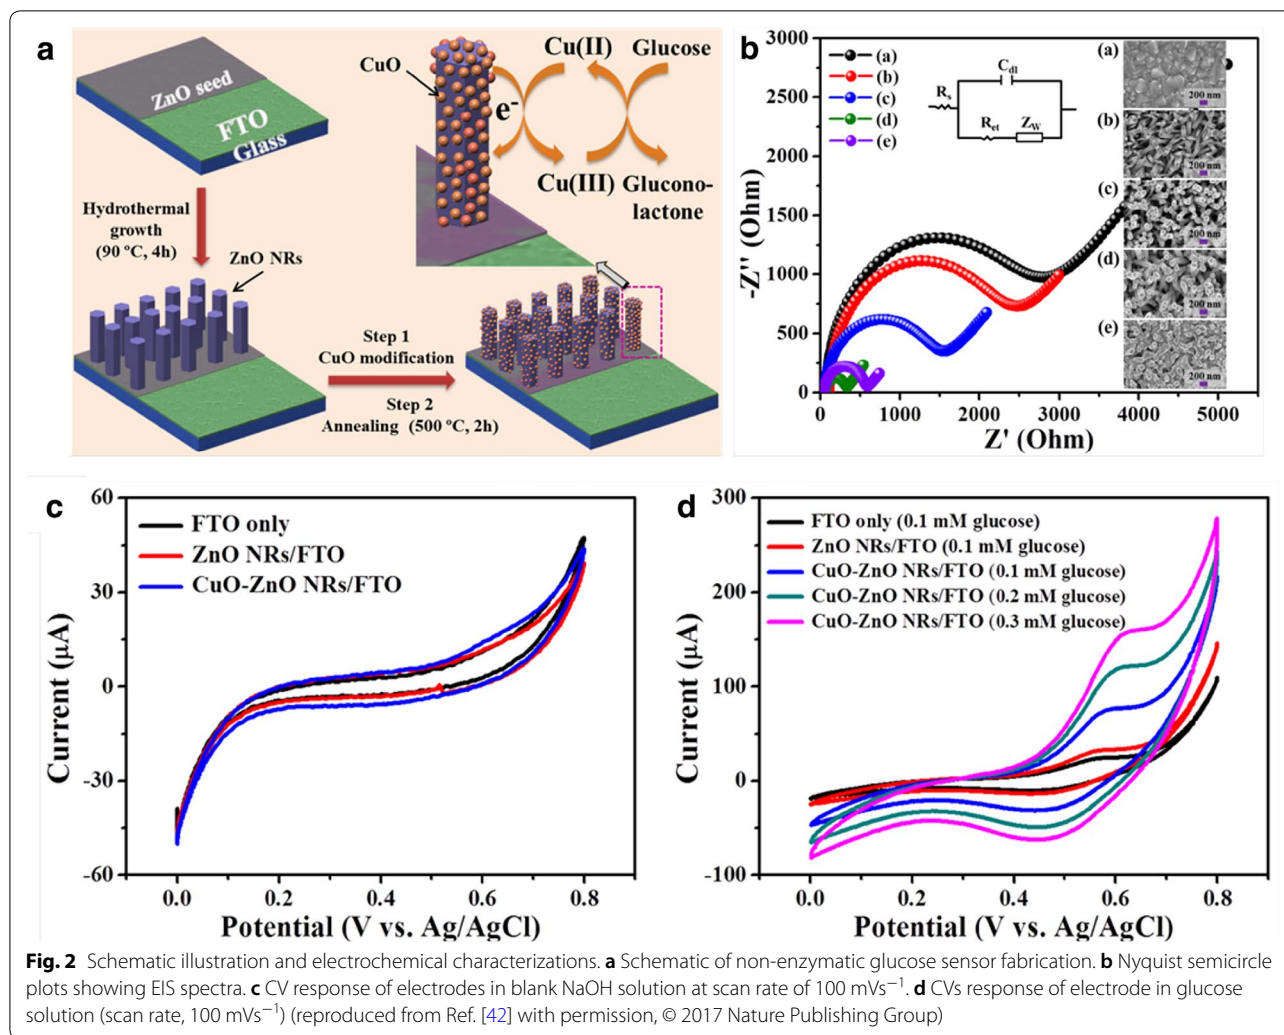 a
ZnO seed
FTO
Glass
Hydrothermal
growth
(90 °C, 4h)
ZnO NRs
Step 1
CuO modification
Step 2
Annealing (500 °C, 2h)
CuO
e-
Cu(II)
Glucose
Cu(III)
Glucono-
lactone
b
-Z'' (Ohm)
3000
2500
2000
1500
1000
500
0
0 1000 2000 3000 4000 5000
Z' (Ohm)
(a)
(b)
(c)
(d)
(e)
Rs
Cdl
Ret
Zw
(a)
200 nm
(b)
200 nm
(c)
200 nm
(d)
200 nm
(e)
200 nm
c
Current (μA)
60
30
0
-30
-60
0.0 0.2 0.4 0.6 0.8
Potential (V vs. Ag/AgCl)
FTO only
ZnO NRs/FTO
CuO-ZnO NRs/FTO
d
Current (μA)
300
200
100
0
-100
0.0 0.2 0.4 0.6 0.8
Potential (V vs. Ag/AgCl)
FTO only (0.1 mM glucose)
ZnO NRs/FTO (0.1 mM glucose)
CuO-ZnO NRs/FTO (0.1 mM glucose)
CuO-ZnO NRs/FTO (0.2 mM glucose)
CuO-ZnO NRs/FTO (0.3 mM glucose)
Fig. 2 Schematic illustration and electrochemical characterizations. a Schematic of non-enzymatic glucose sensor fabrication. b Nyquist semicircle
plots showing EIS spectra. c CV response of electrodes in blank NaOH solution at scan rate of 100 mVs⁻¹. d CVs response of electrode in glucose
solution (scan rate, 100 mVs⁻¹) (reproduced from Ref. [42] with permission, © 2017 Nature Publishing Group)